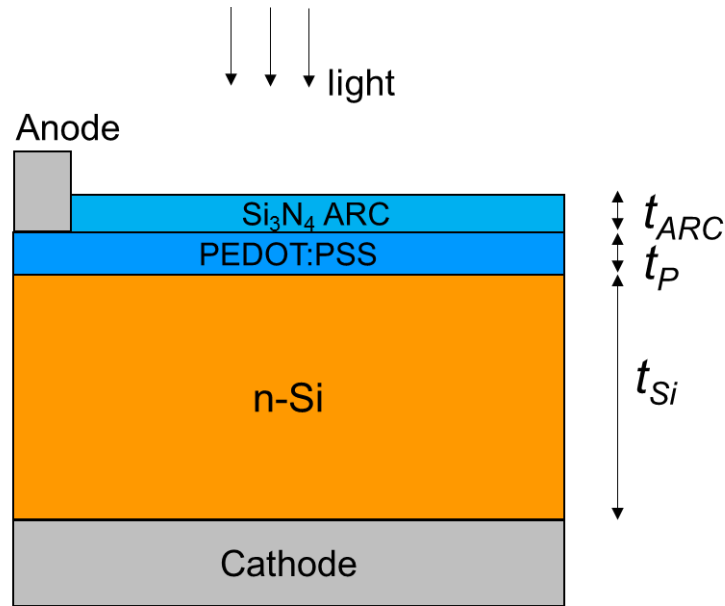 light
Anode
Si₃N₄ ARC
t_ARC
PEDOT:PSS
t_P
n-Si
t_Si
Cathode